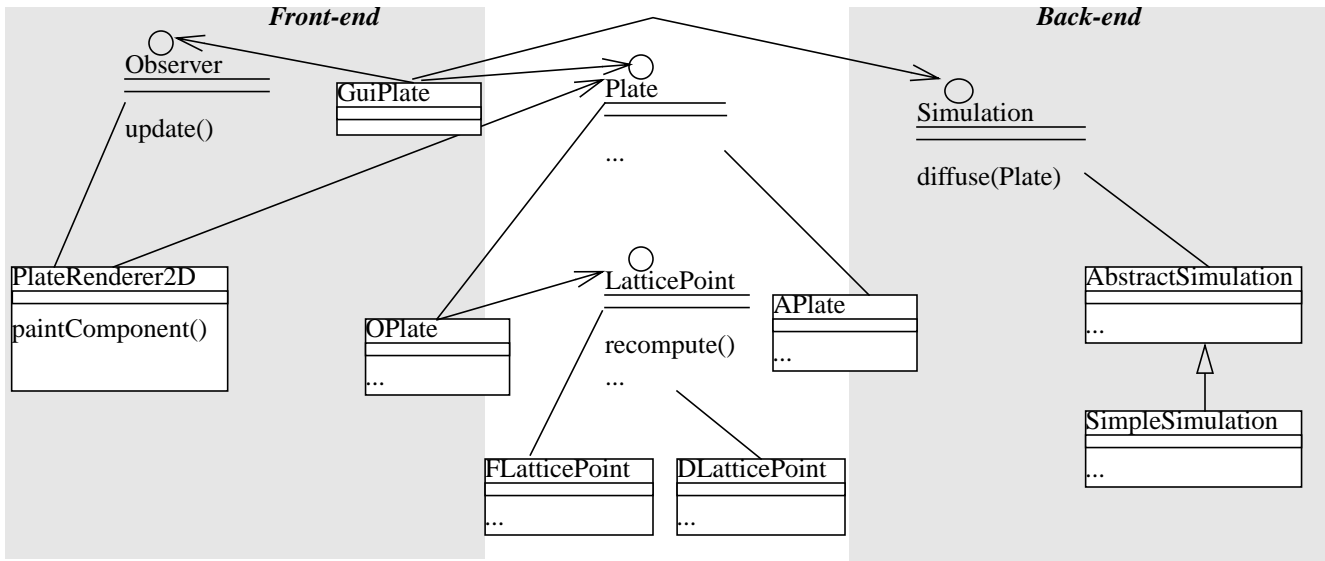 Front-end
Back-end
Observer
update()
GuiPlate
Plate
...
Simulation
diffuse(Plate)
PlateRenderer2D
paintComponent()
OPlate
...
LatticePoint
recompute()
...
APlate
...
AbstractSimulation
...
SimpleSimulation
...
FLatticePoint
...
DLatticePoint
...